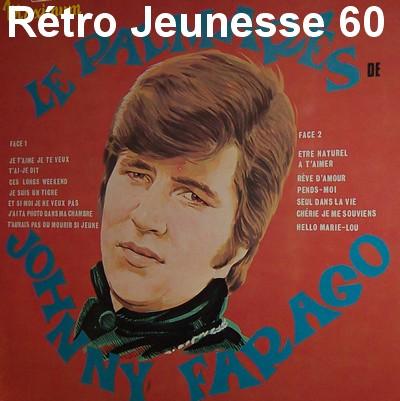 Rétro Jeunesse 60
Maximum
LE PALMARÈS
DE
FACE 1
JE T'AIME JE TE VEUX
T'AI-JE DIT
CES LONGS WEEKEND
JE SUIS UN TIGRE
ET SI MOI JE NE VEUX PAS
J'AI TA PHOTO DANS MA CHAMBRE
T'AURAIS PAS DU MOURIR SI JEUNE
FACE 2
ETRE NATUREL
A T'AIMER
RÊVE D'AMOUR
PENDS-MOI
SEUL DANS LA VIE
CHÉRIE JE ME SOUVIENS
HELLO MARIE-LOU
JOHNNY FARAGO